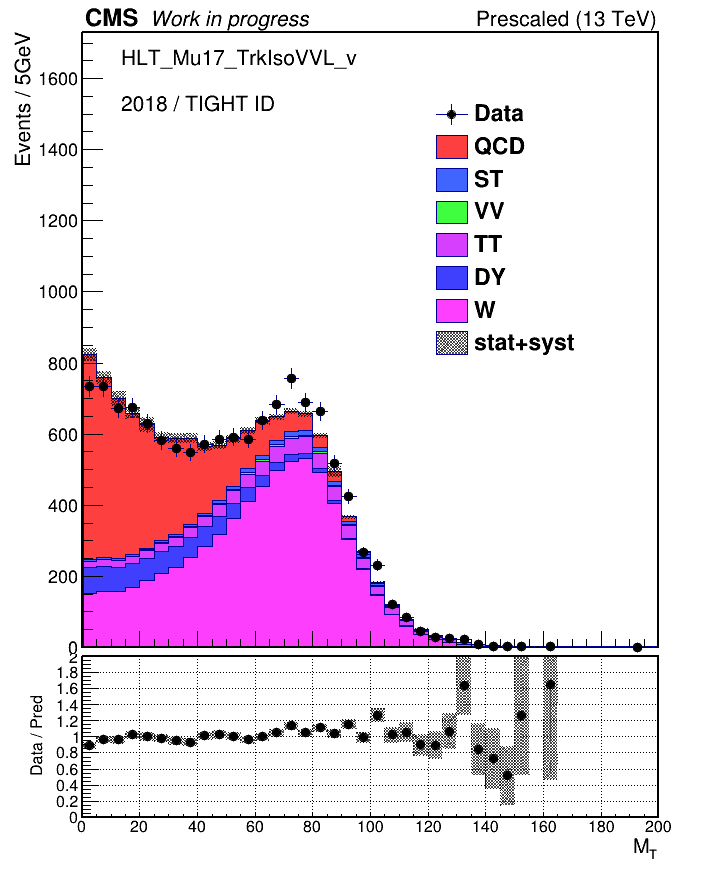 CMS Work in progress Prescaled (13 TeV)
Events / 5GeV
HLT_Mu17_TrkIsoVVL_v
2018 / TIGHT ID
Data
QCD
ST
VV
TT
DY
W
stat+syst
1600
1400
1200
1000
800
600
400
200
0
Data / Pred
2
1.8
1.6
1.4
1.2
1
0.8
0.6
0.4
0.2
0
0 20 40 60 80 100 120 140 160 180 200
M_T